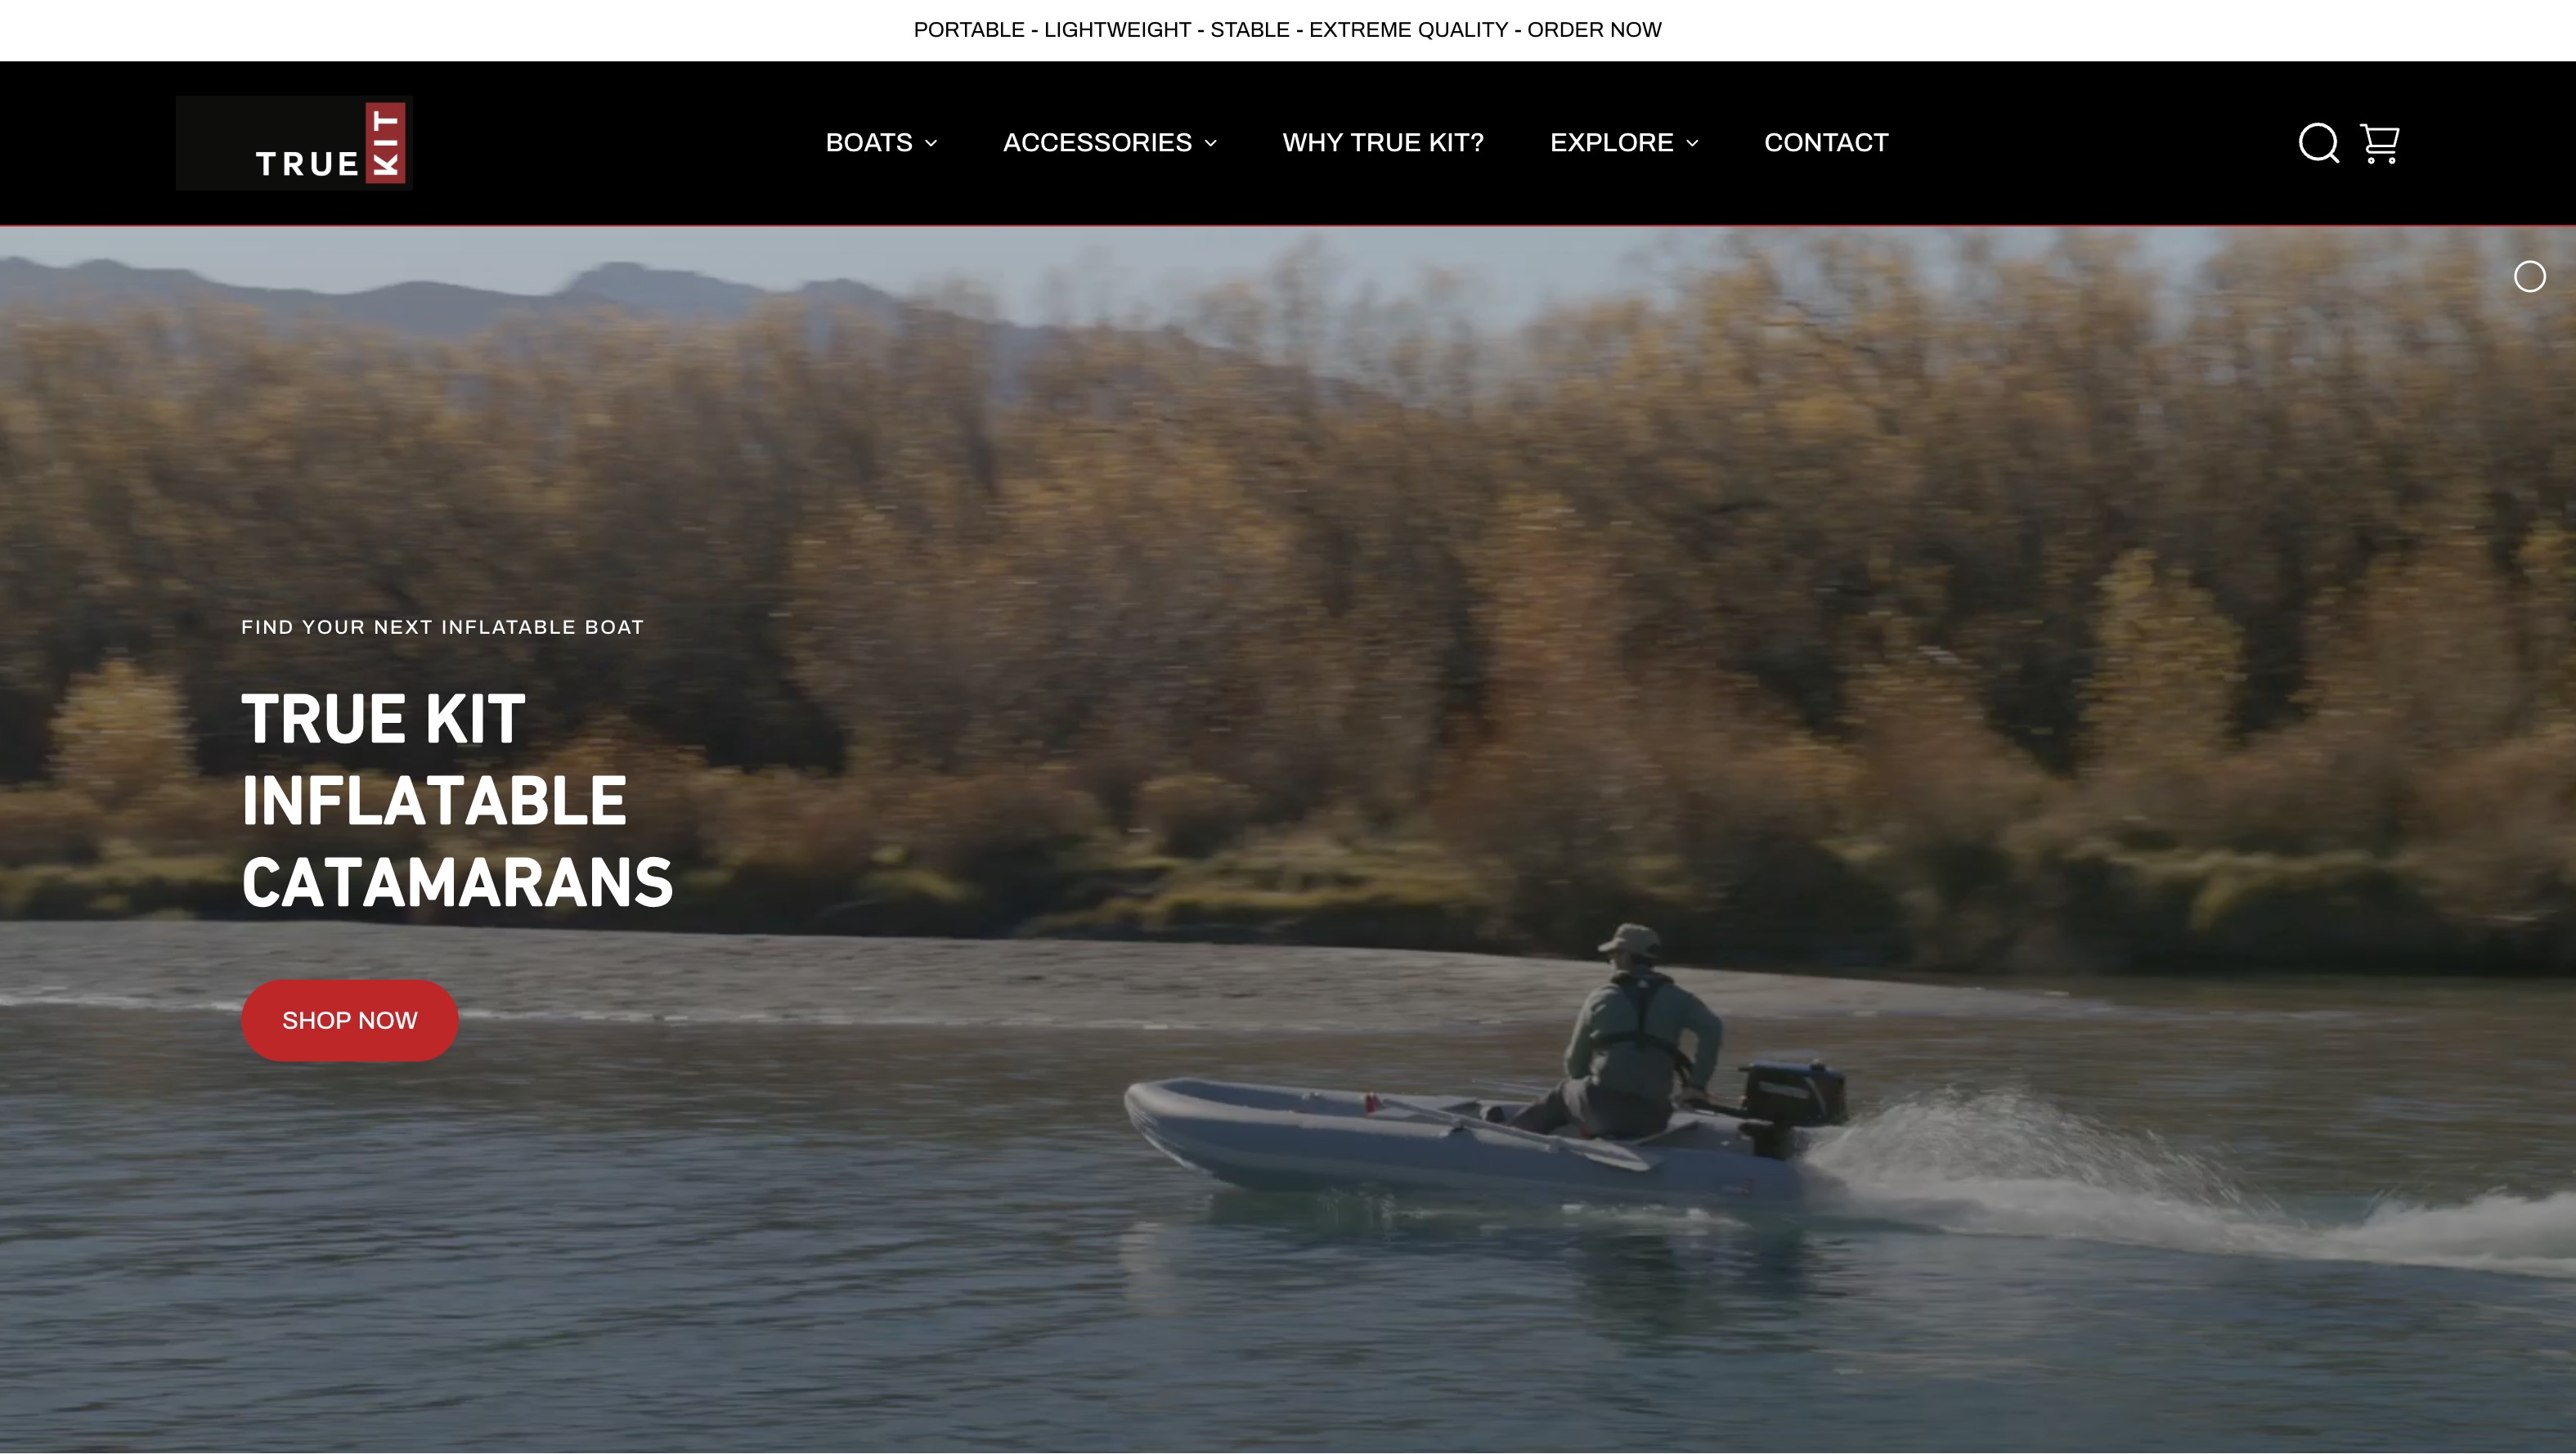 PORTABLE - LIGHTWEIGHT - STABLE - EXTREME QUALITY - ORDER NOW
TRUE KIT
BOATS
ACCESSORIES
WHY TRUE KIT?
EXPLORE
CONTACT
FIND YOUR NEXT INFLATABLE BOAT
TRUE KIT
INFLATABLE
CATAMARANS
SHOP NOW